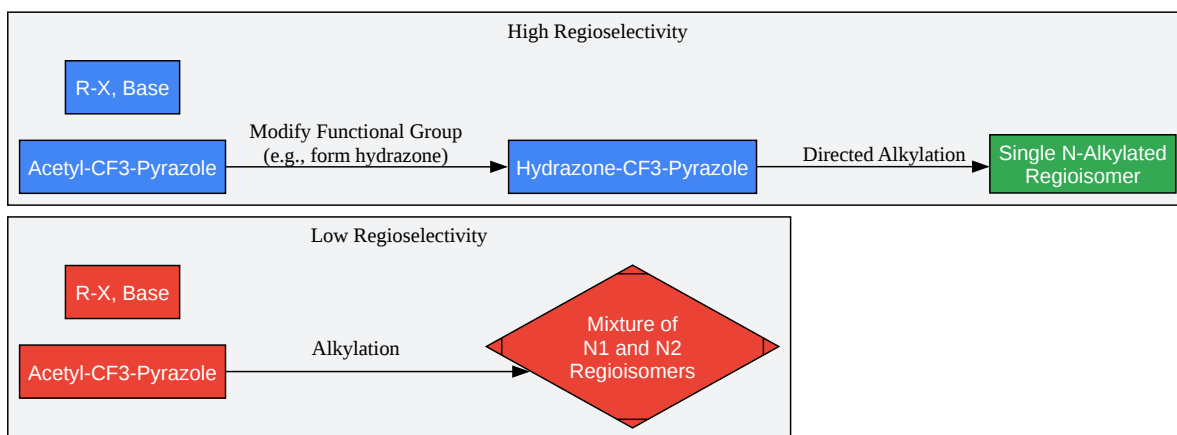 High Regioselectivity
R-X, Base
Acetyl-CF3-Pyrazole
Modify Functional Group
(e.g., form hydrazone)
Hydrazone-CF3-Pyrazole
Directed Alkylation
Single N-Alkylated
Regioisomer
Low Regioselectivity
R-X, Base
Acetyl-CF3-Pyrazole
Alkylation
Mixture of
N1 and N2
Regioisomers